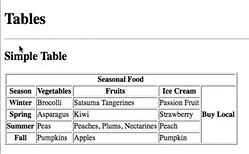 Tables
Simple Table
Seasonal Food
Season Vegetables Fruits Ice Cream Buy Local
Winter Brocolli Satsuma Tangerines Passion Fruit
Spring Asparagus Kiwi Strawberry
Summer Peas Peaches, Plums, Nectarines Peach
Fall Pumpkins Apples Pumpkin